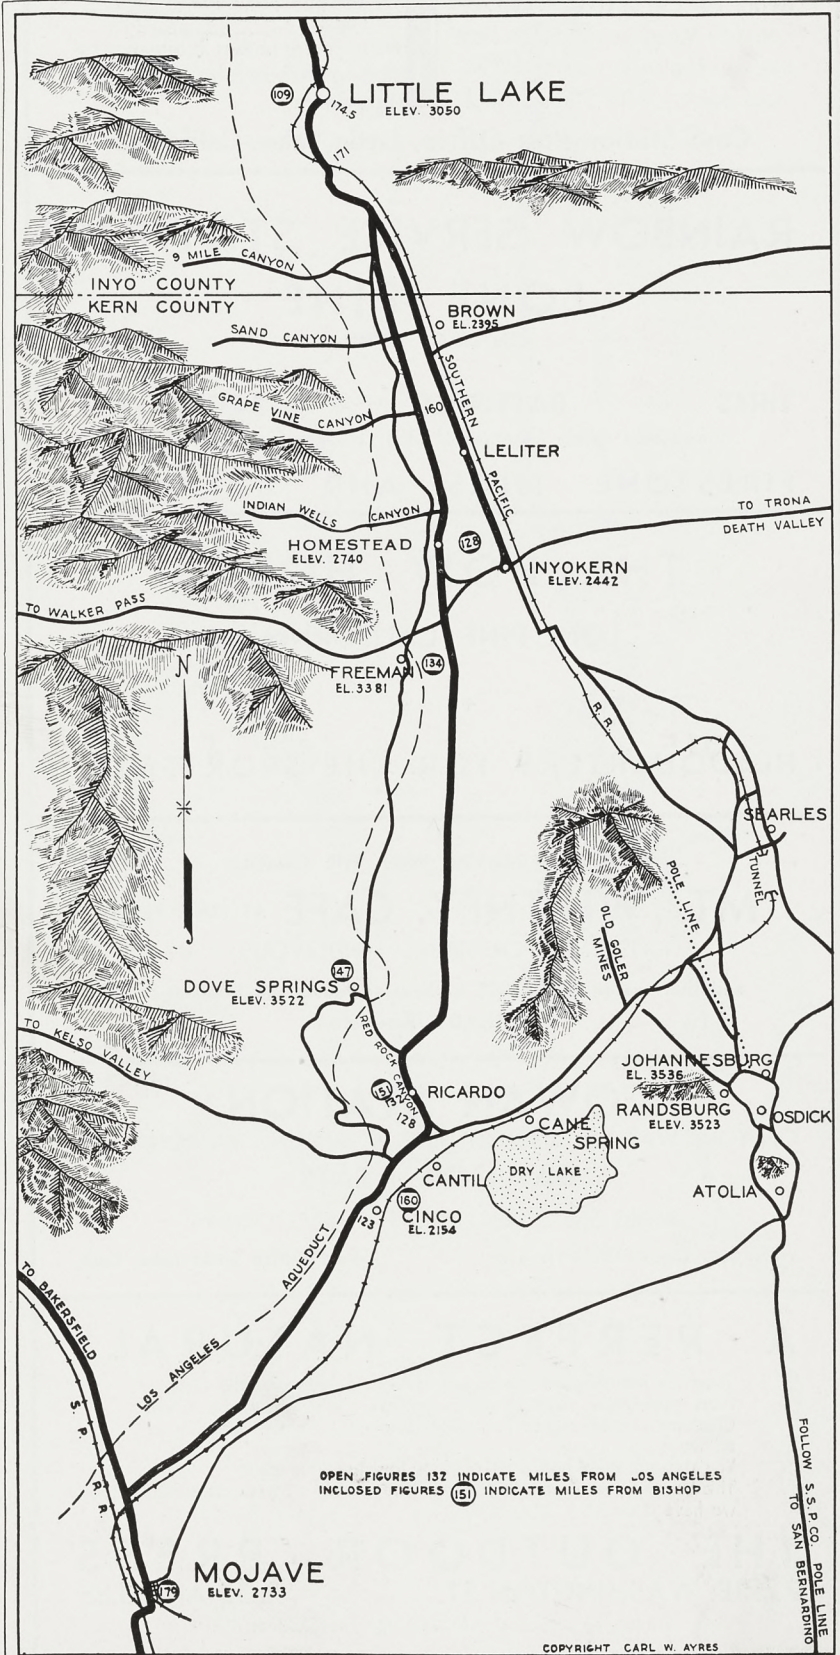 109
LITTLE LAKE
174.5
ELEV. 3050
171
9 MILE CANYON
INYO COUNTY
KERN COUNTY
BROWN
EL. 2395
SAND CANYON
SOUTHERN PACIFIC
GRAPE VINE CANYON
160
LELITER
INDIAN WELLS CANYON
TO TRONA
DEATH VALLEY
HOMESTEAD
128
ELEV. 2740
INYOKERN
ELEV. 2442
TO WALKER PASS
FREEMAN
134
EL. 3381
N
R. R.
SEARLES
TUNNEL
POLE LINE
OLD GOLER
MINES
147
DOVE SPRINGS
ELEV. 3522
RED ROCK CANYON
TO KELSO VALLEY
JOHANNESBURG
EL. 3536
151
RICARDO
128
RANDSBURG
ELEV. 3523
OSDICK
CANE
SPRING
DRY LAKE
CANTIL
ATOLIA
160
123
CINCO
EL. 2154
LOS ANGELES AQUEDUCT
TO BAKERSFIELD
S. P. R. R.
OPEN FIGURES 132 INDICATE MILES FROM LOS ANGELES
INCLOSED FIGURES 151 INDICATE MILES FROM BISHOP
FOLLOW S.S.P.CO. POLE LINE
TO SAN BERNARDINO
MOJAVE
179
ELEV. 2733
COPYRIGHT CARL W. AYRES